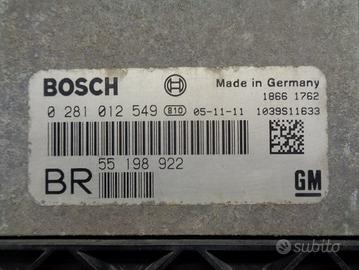 BOSCH
Made in Germany
1866 1762
0 281 012 549 810 05-11-11 1039S11633
55 198 922
BR
GM
subito